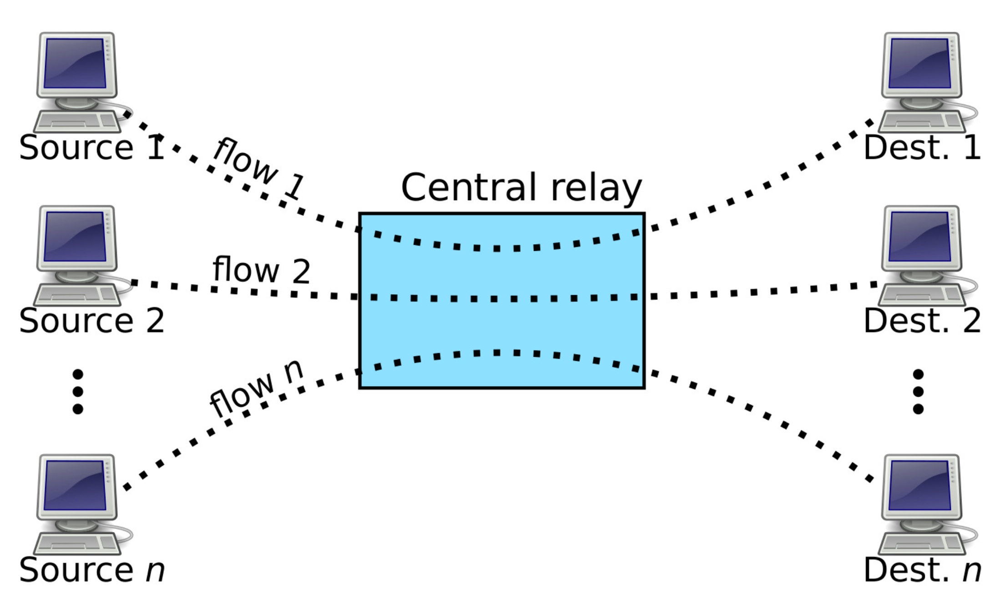 Source 1
flow 1
Dest. 1
Central relay
flow 2
Source 2
Dest. 2
flow n
Source n
Dest. n